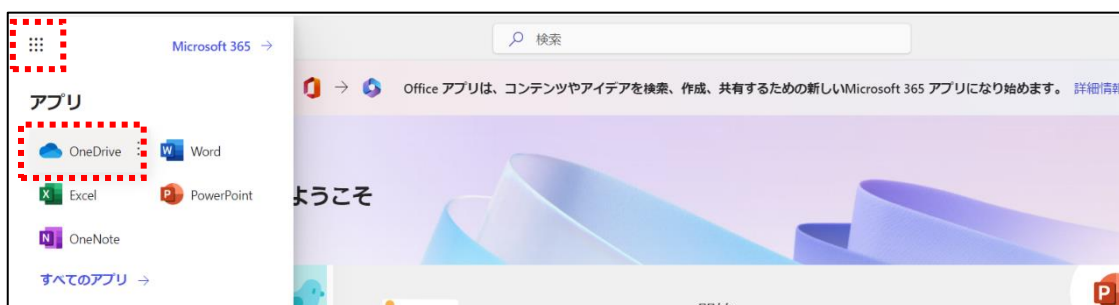 Microsoft 365 →
検索
Office アプリは、コンテンツやアイデアを検索、作成、共有するための新しいMicrosoft 365 アプリになり始めます。 詳細情報
アプリ
OneDrive
Word
Excel
PowerPoint
ようこそ
OneNote
すべてのアプリ →